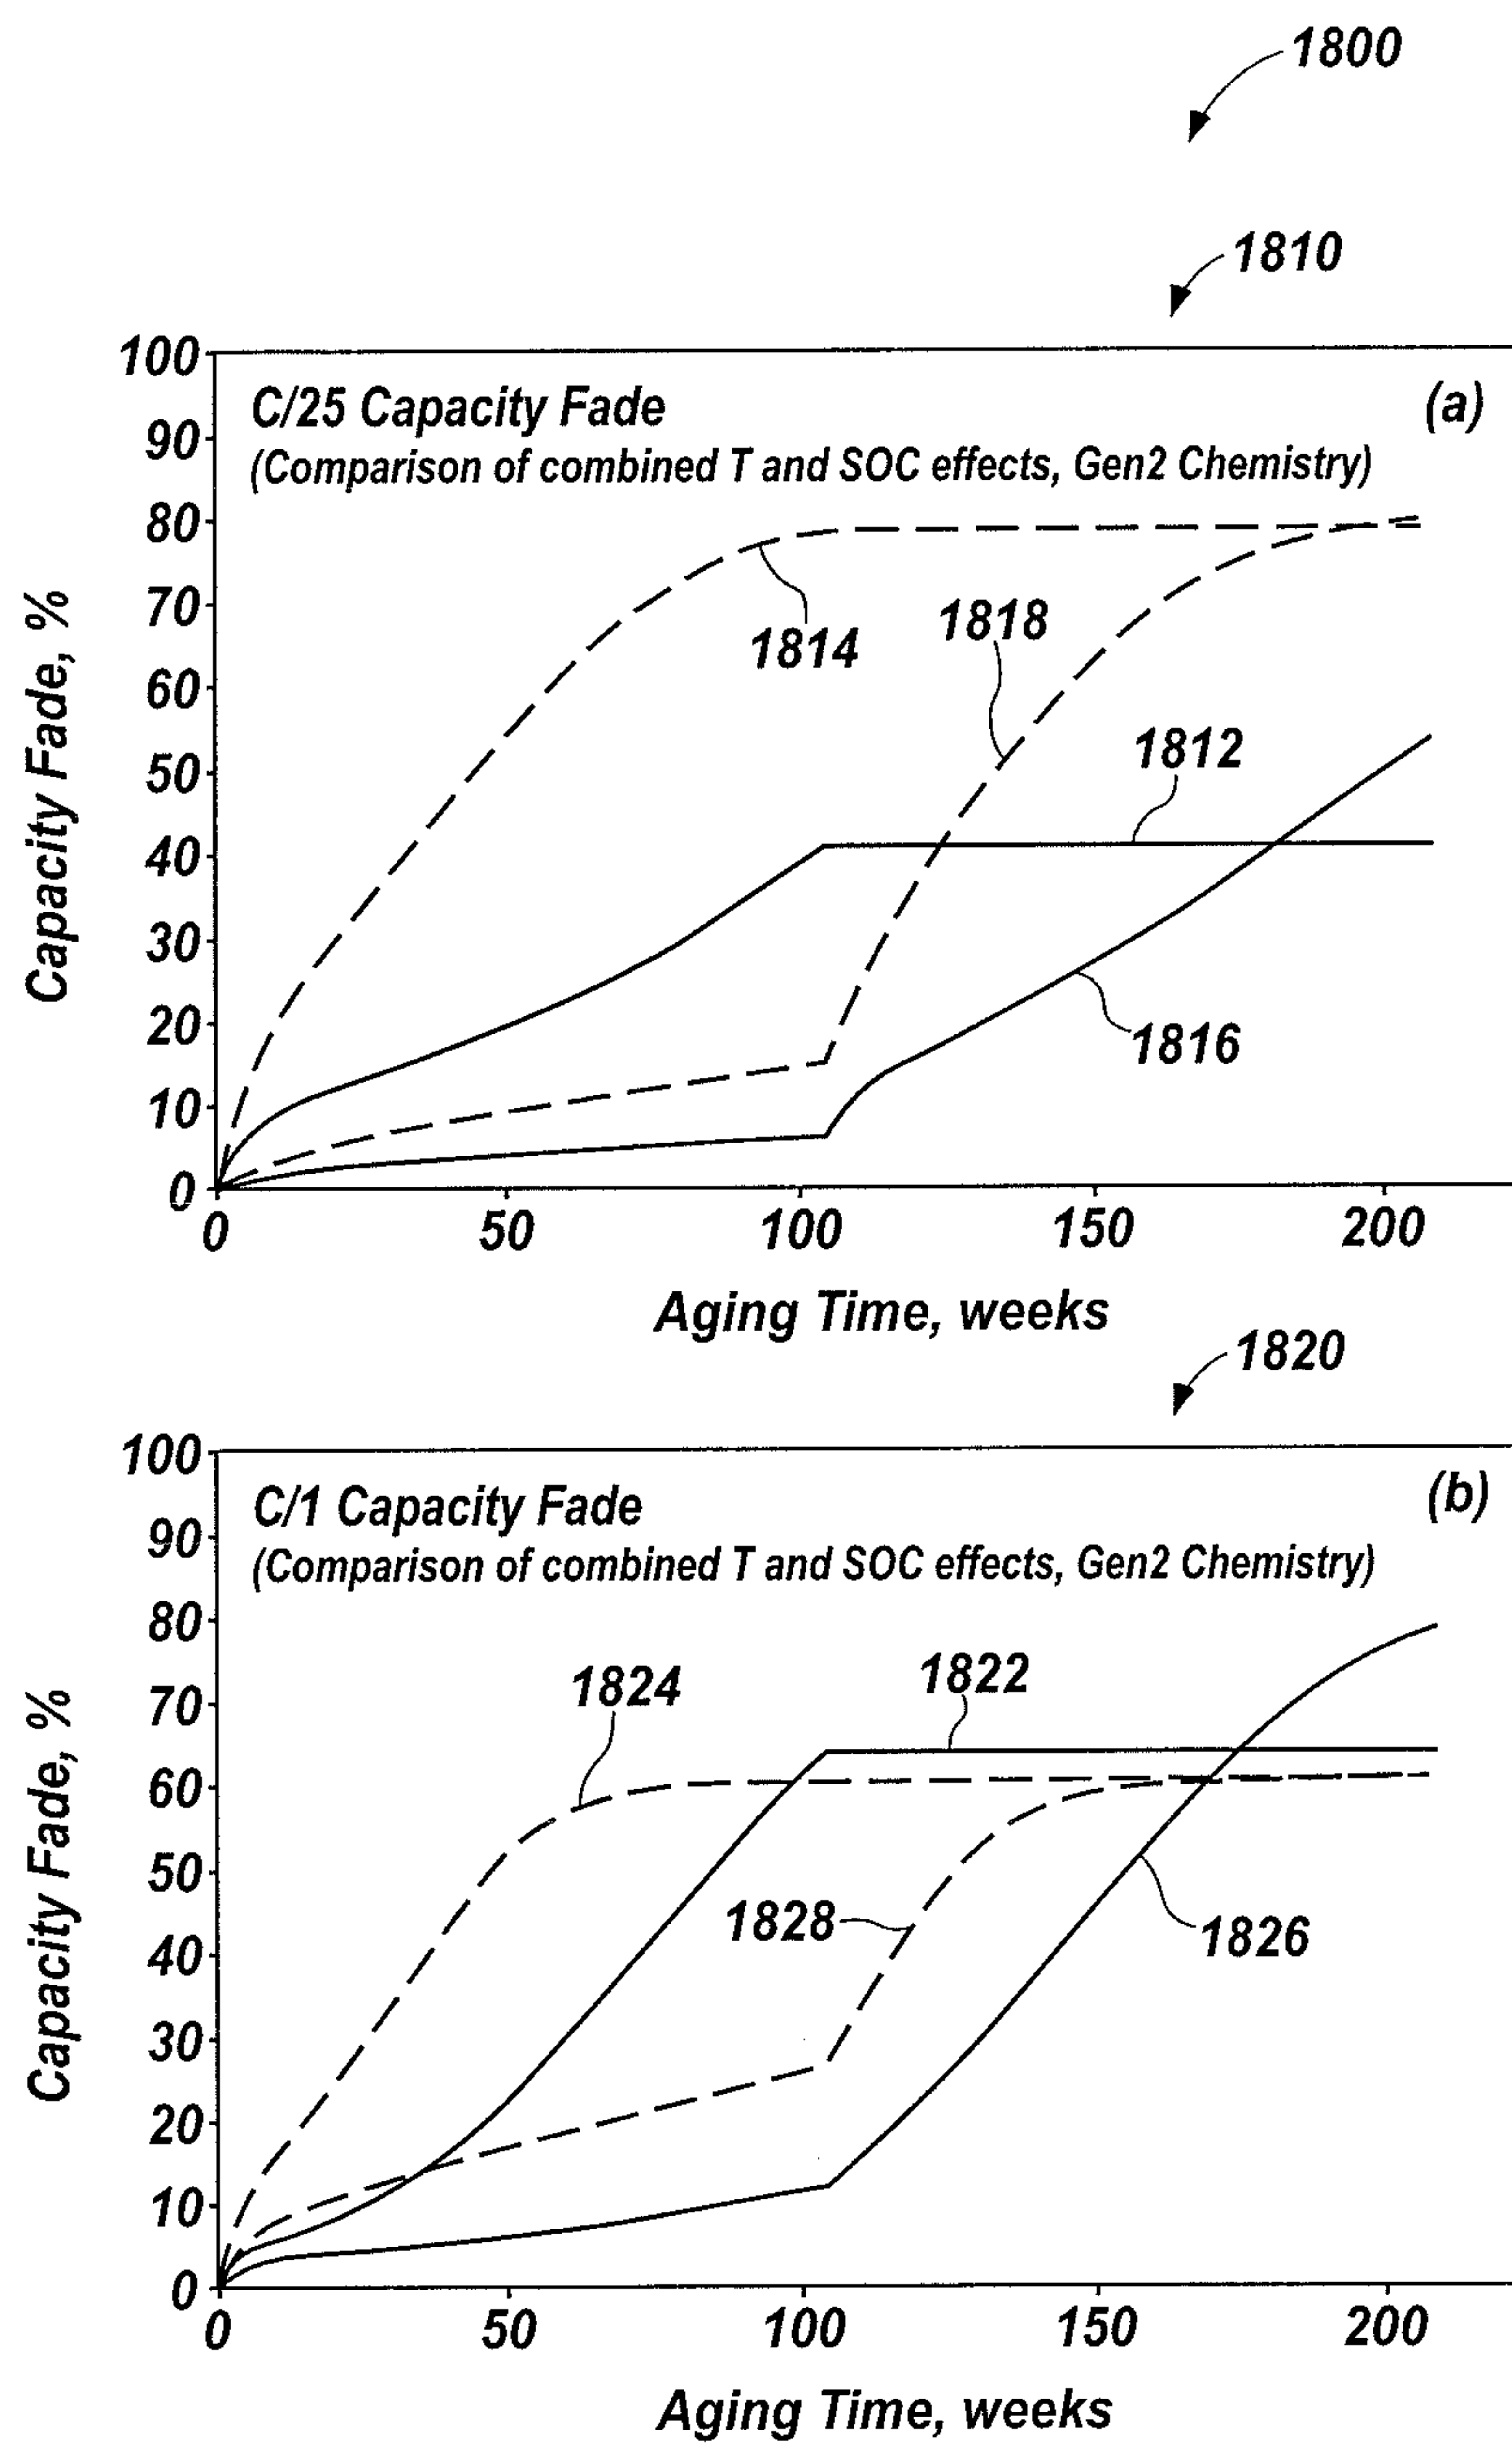 1800
1810
100
90
80
70
60
50
40
30
20
10
0
Capacity Fade, %
C/25 Capacity Fade
(a)
(Comparison of combined T and SOC effects, Gen2 Chemistry)
1814
1818
1812
1816
0 50 100 150 200
Aging Time, weeks
1820
100
90
80
70
60
50
40
30
20
10
0
Capacity Fade, %
C/1 Capacity Fade
(b)
(Comparison of combined T and SOC effects, Gen2 Chemistry)
1824
1822
1828
1826
0 50 100 150 200
Aging Time, weeks